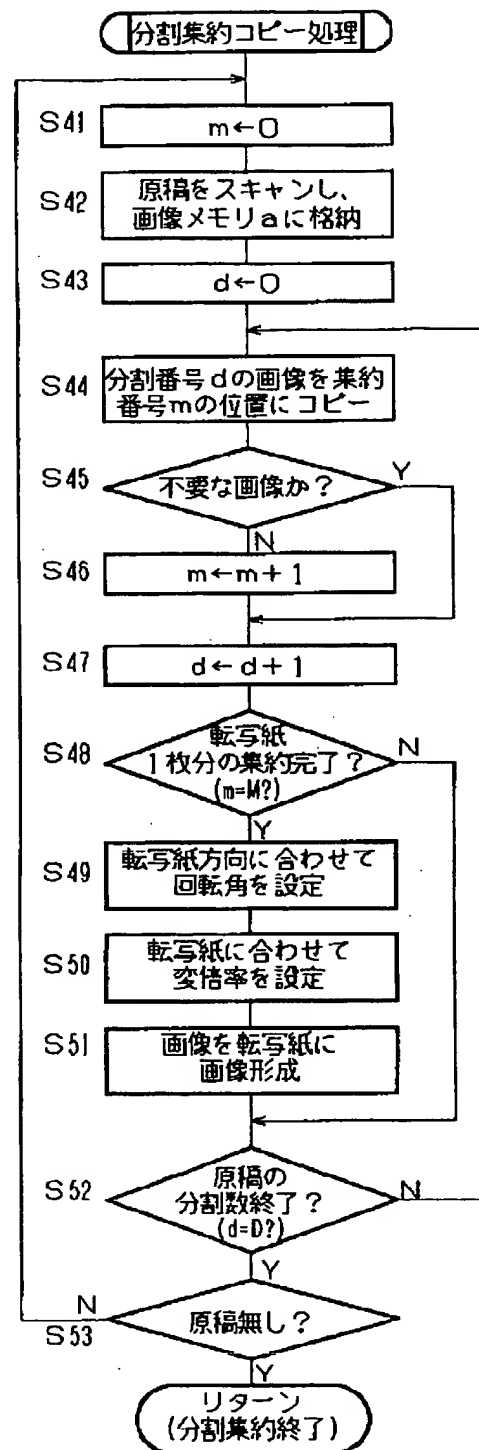 分割集約コピー処理
S41
m←0
S42
原稿をスキャンし、
画像メモリaに格納
S43
d←0
S44
分割番号dの画像を集約
番号mの位置にコピー
S45
不要な画像か?
Y
N
S46
m←m+1
S47
d←d+1
S48
転写紙
1枚分の集約完了?
(m=M?)
N
Y
S49
転写紙方向に合わせて
回転角を設定
S50
転写紙に合わせて
変倍率を設定
S51
画像を転写紙に
画像形成
S52
原稿の
分割数終了?
(d=D?)
N
Y
N
S53
原稿無し?
Y
リターン
(分割集約終了)